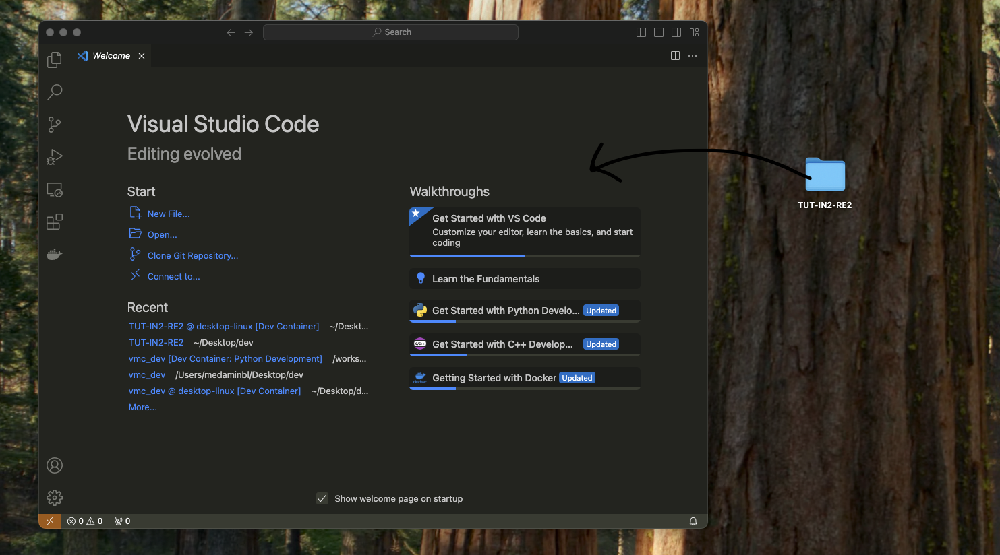 Search
Welcome
Visual Studio Code
Editing evolved
Start
New File...
Open...
Clone Git Repository...
Connect to...
Recent
TUT-IN2-RE2 @ desktop-linux [Dev Container] ~/Deskt...
TUT-IN2-RE2 ~/Desktop/dev
vmc_dev [Dev Container: Python Development] /works...
vmc_dev /Users/medaminbl/Desktop/dev
vmc_dev @ desktop-linux [Dev Container] ~/Desktop/d...
More...
Walkthroughs
Get Started with VS Code
Customize your editor, learn the basics, and start
coding
Learn the Fundamentals
Get Started with Python Develo... Updated
C/C++ Get Started with C++ Develop... Updated
docker Getting Started with Docker Updated
Show welcome page on startup
0 0 0
TUT-IN2-RE2